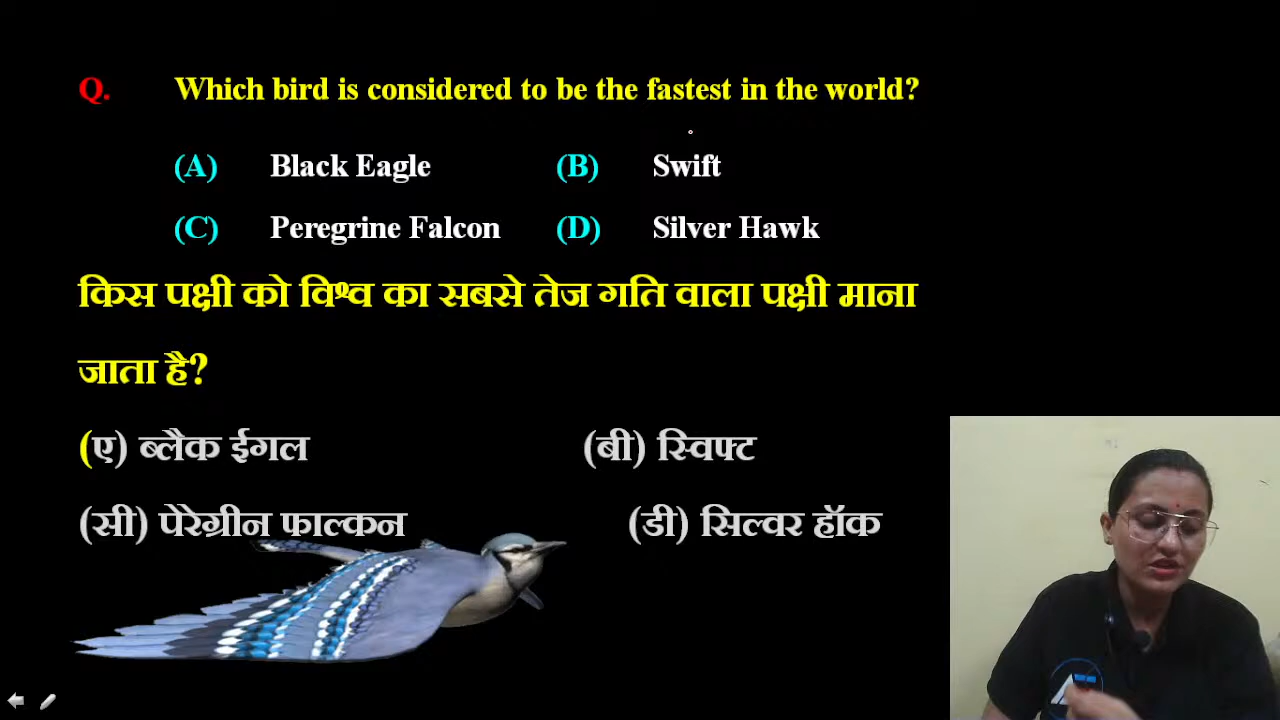 Q. Which bird is considered to be the fastest in the world?
(A) Black Eagle (B) Swift
(C) Peregrine Falcon (D) Silver Hawk
किस पक्षी को विश्व का सबसे तेज गति वाला पक्षी माना
जाता है?
(ए) ब्लैक ईगल (बी) स्विफ्ट
(सी) पेरेग्रीन फाल्कन (डी) सिल्वर हॉक